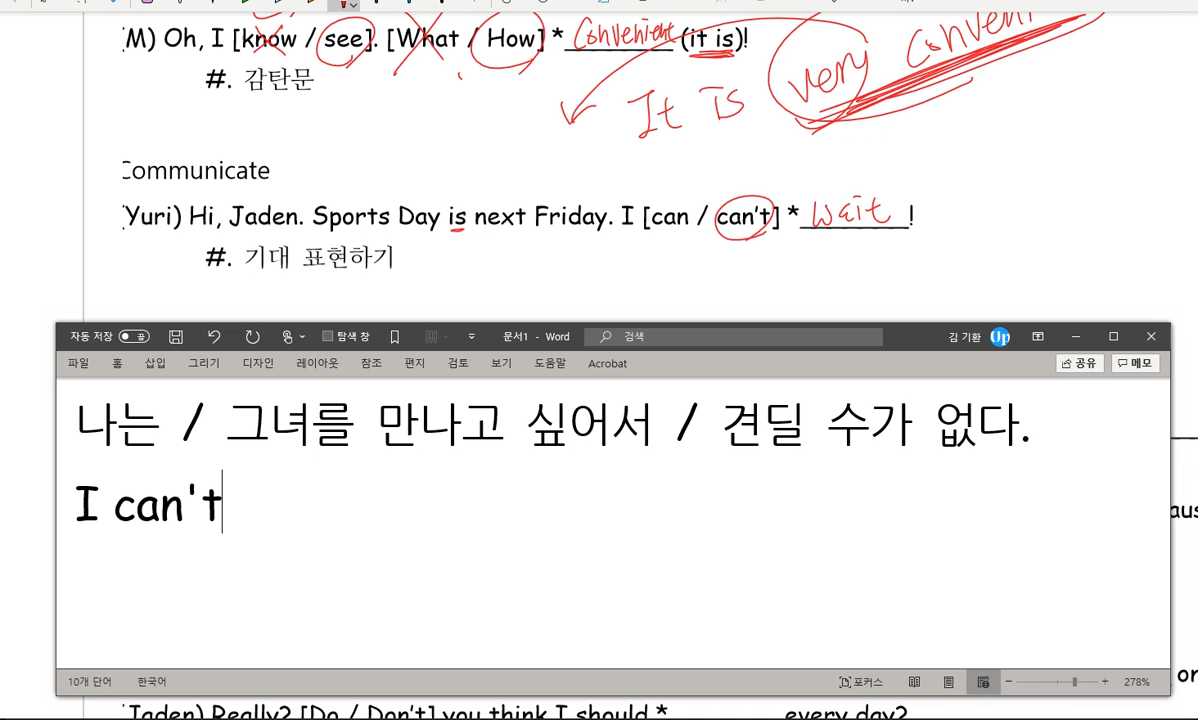 M) Oh, I [know / see]. [What / How] *convenient (it is)!
very convenient
#. 감탄문
It is
Communicate
Yuri) Hi, Jaden. Sports Day is next Friday. I [can / can't] *wait!
#. 기대 표현하기
자동 저장 끔 탐색 창 문서1 - Word 검색 김 기환 Up
파일 홈 삽입 그리기 디자인 레이아웃 참조 편지 검토 보기 도움말 Acrobat 공유 메모
나는 / 그녀를 만나고 싶어서 / 견딜 수가 없다.
I can't
10개 단어 한국어 포커스 278%
Jaden) Really? [Do / Don't] you think I should *________ every day?